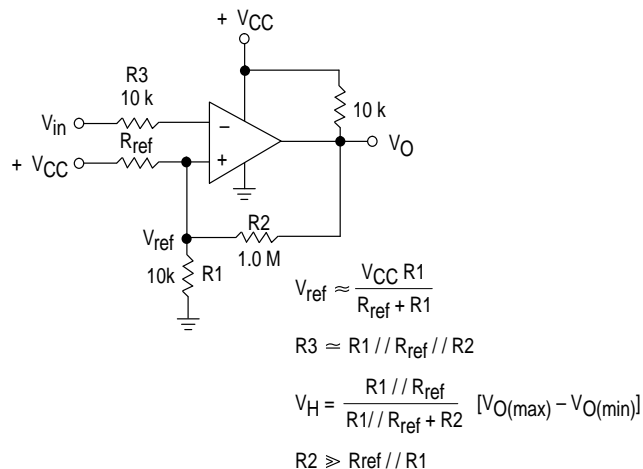 + VCC
R3
10 k
10 k
Vin
−
Rref
VO
+ VCC
+
R2
Vref
1.0 M
10k
R1
Vref ≈ VCC R1 / Rref + R1
R3 ≃ R1 // Rref // R2
VH = R1 // Rref / R1// Rref + R2 [VO(max) – VO(min)]
R2 ≫ Rref // R1